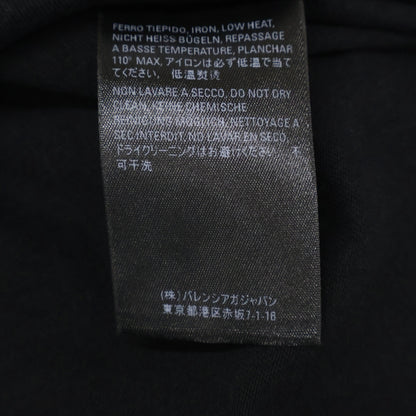 FERRO TIEPIDO, IRON, LOW HEAT,
NICHT HEISS BÜGELN, REPASSAGE
A BASSE TEMPERATURE, PLANCHAR
110° MAX, アイロンは必ず低温で当て
てください, 低温熨烫
NON LAVARE A SECCO, DO NOT DRY
CLEAN, KEINE CHEMISCHE
REINIGUNG MÖGLICH, NETTOYAGE A
SEC INTERDIT, NO LAVAR EN SECO,
ドライクリーニングはお避けください, 不
可干洗
(株) バレンシアガジャパン
東京都港区赤坂7-1-16